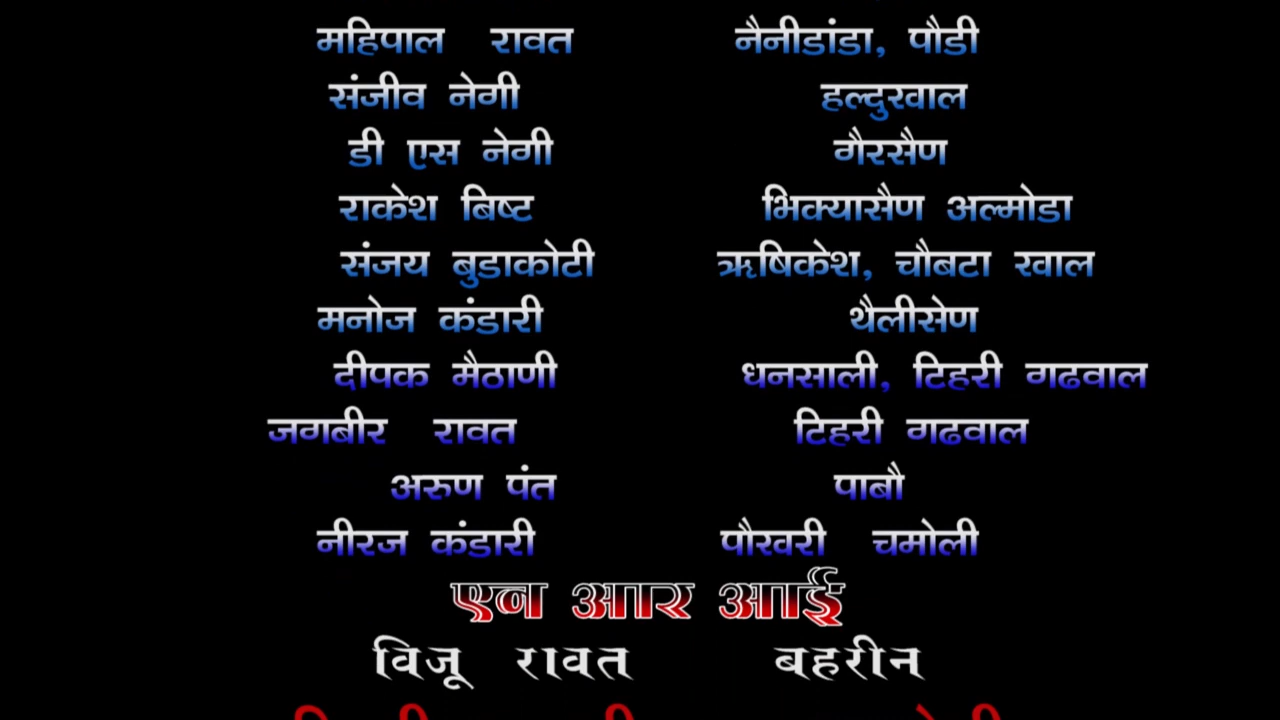 महिपाल रावत नैनीडांडा, पौडी
संजीव नेगी हल्दुखाल
डी एस नेगी गैरसैण
राकेश बिष्ट भिक्यासैण अल्मोडा
संजय बुडाकोटी ऋषिकेश, चौबटा खाल
मनोज कंडारी थैलीसेण
दीपक मैठाणी धनसाली, टिहरी गढवाल
जगबीर रावत टिहरी गढवाल
अरुण पंत पाबौ
नीरज कंडारी पौखरी चमोली
एन आर आई
विजू रावत बहरीन